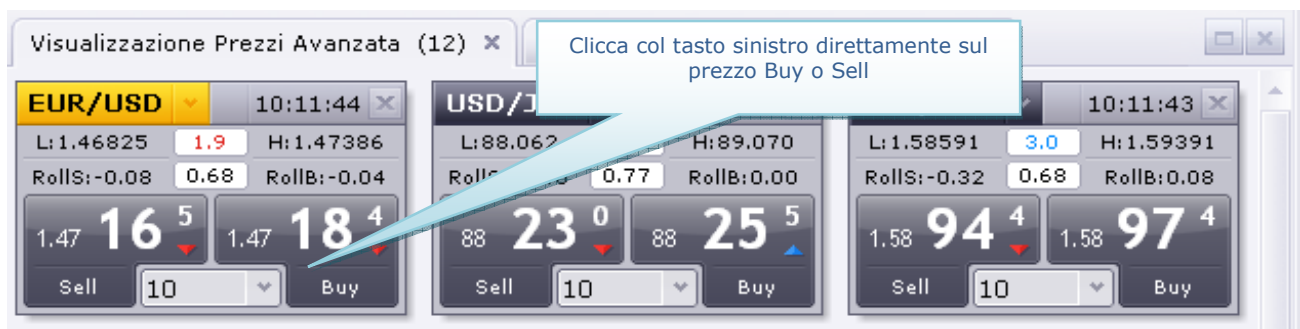 Visualizzazione Prezzi Avanzata (12)
Clicca col tasto sinistro direttamente sul
prezzo Buy o Sell
EUR/USD 10:11:44
L:1.46825 1.9 H:1.47386
RollS:-0.08 0.68 RollB:-0.04
1.47 16 5 1.47 18 4
Sell 10 Buy
USD/J
L:88.062 H:89.070
0.77 RollB:0.00
88 23 0 88 25 5
Sell 10 Buy
10:11:43
L:1.58591 3.0 H:1.59391
RollS:-0.32 0.68 RollB:0.08
1.58 94 4 1.58 97 4
Sell 10 Buy